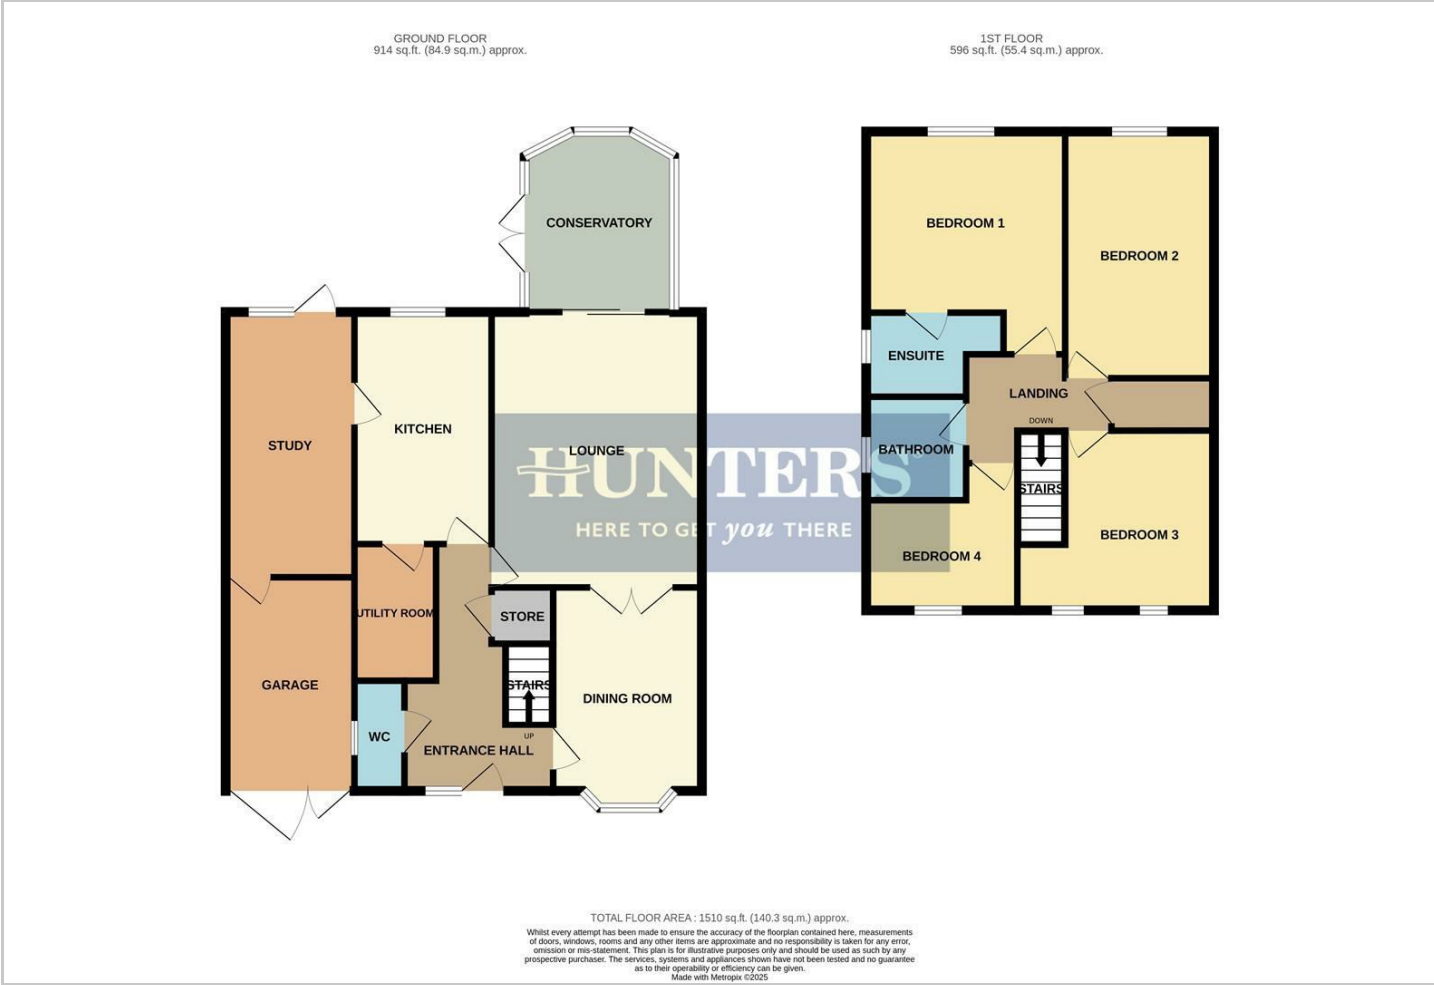 GROUND FLOOR
914 sq.ft. (84.9 sq.m.) approx.
1ST FLOOR
596 sq.ft. (55.4 sq.m.) approx.
CONSERVATORY
BEDROOM 1
BEDROOM 2
ENSUITE
LANDING
DOWN
STUDY
KITCHEN
LOUNGE
BATHROOM
HUNTERS®
HERE TO GET you THERE
STAIRS
BEDROOM 3
BEDROOM 4
UTILITY ROOM
STORE
GARAGE
STAIRS
DINING ROOM
WC
UP
ENTRANCE HALL
TOTAL FLOOR AREA : 1510 sq.ft. (140.3 sq.m.) approx.
Whilst every attempt has been made to ensure the accuracy of the floorplan contained here, measurements
of doors, windows, rooms and any other items are approximate and no responsibility is taken for any error,
omission or mis-statement. This plan is for illustrative purposes only and should be used as such by any
prospective purchaser. The services, systems and appliances shown have not been tested and no guarantee
as to their operability or efficiency can be given.
Made with Metropix ©2025